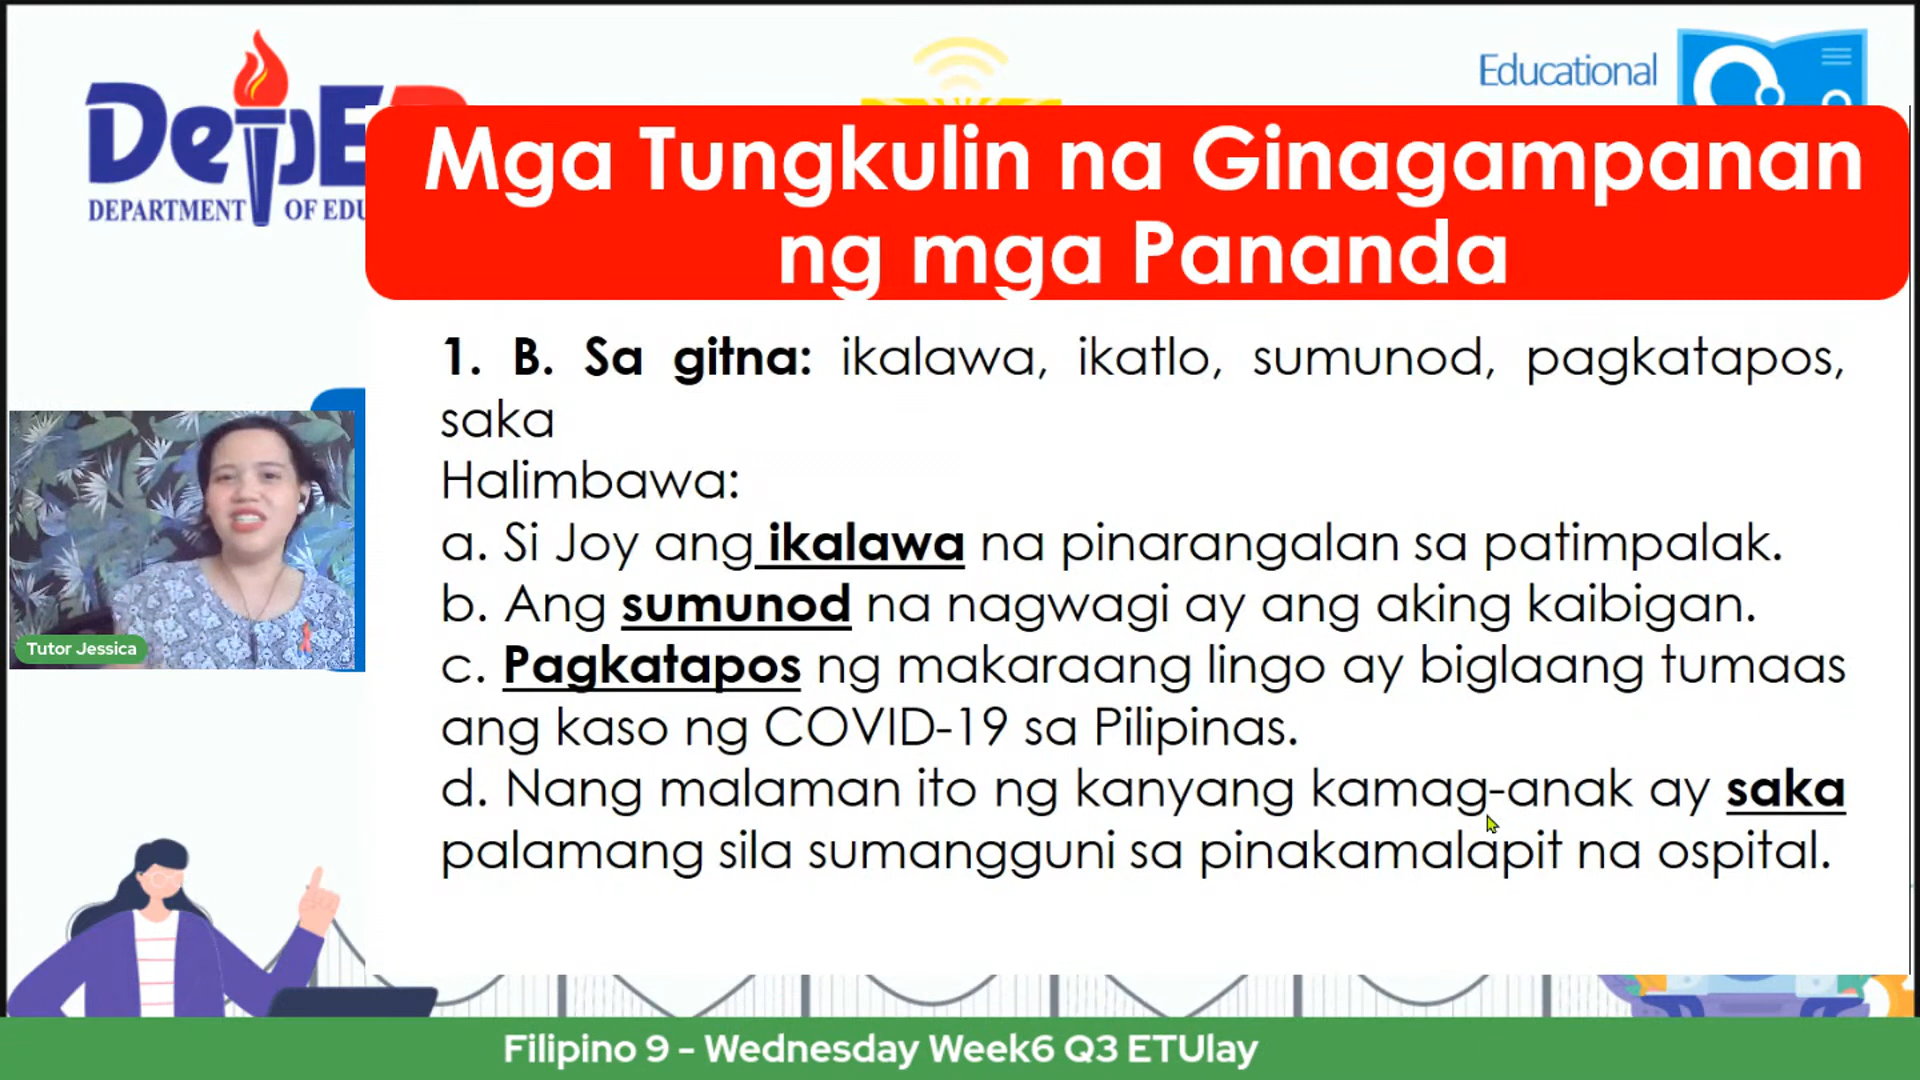 DepE
DEPARTMENT OF EDU
Educational
Mga Tungkulin na Ginagampanan
ng mga Pananda
1. B. Sa gitna: ikalawa, ikatlo, sumunod, pagkatapos,
saka
Halimbawa:
a. Si Joy ang ikalawa na pinarangalan sa patimpalak.
b. Ang sumunod na nagwagi ay ang aking kaibigan.
c. Pagkatapos ng makaraang lingo ay biglaang tumaas
ang kaso ng COVID-19 sa Pilipinas.
d. Nang malaman ito ng kanyang kamag-anak ay saka
palamang sila sumangguni sa pinakamalapit na ospital.
Tutor Jessica
Filipino 9 - Wednesday Week6 Q3 ETUlay